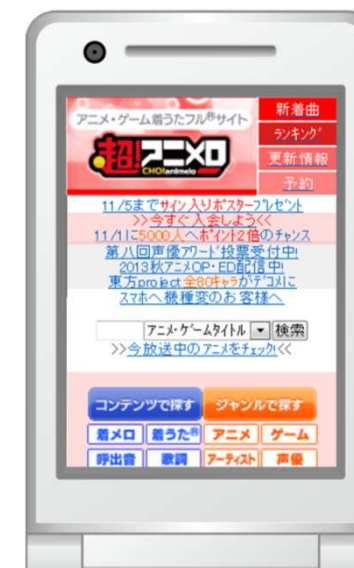 アニメ・ゲーム着うたフル®サイト
超!アニメロ
CHO!animelo
新着曲
ランキング
更新情報
予約
11/5までサイン入りポスタープレゼント
>>今すぐ入会しよう<<
11/1に5000人へポイント2倍のチャンス
第八回声優アワード投票受付中!
2013秋アニメOP・ED配信中!
東方project全80キャラがデコメに
スマホへ機種変のお客様へ
アニメ・ゲームタイトル 検索
>>今放送中のアニメをチェック!<<
コンテンツで探す ジャンルで探す
着メロ 着うた® アニメ ゲーム
呼出音 歌詞 アーティスト 声優